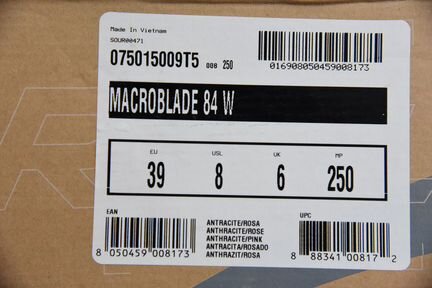 Made In Vietnam
SOUR00471
075015009T5 008 250
016908050459008173
MACROBLADE 84 W
EU USL UK MP
39 8 6 250
EAN UPC
ANTRACITE/ROSA
ANTHRACITE/ROSE
ANTHRACITE/PINK
ANTRACITA/ROSADO
ANTHRAZIT/ROSA
8 050459 008173
8 88341 00817 2